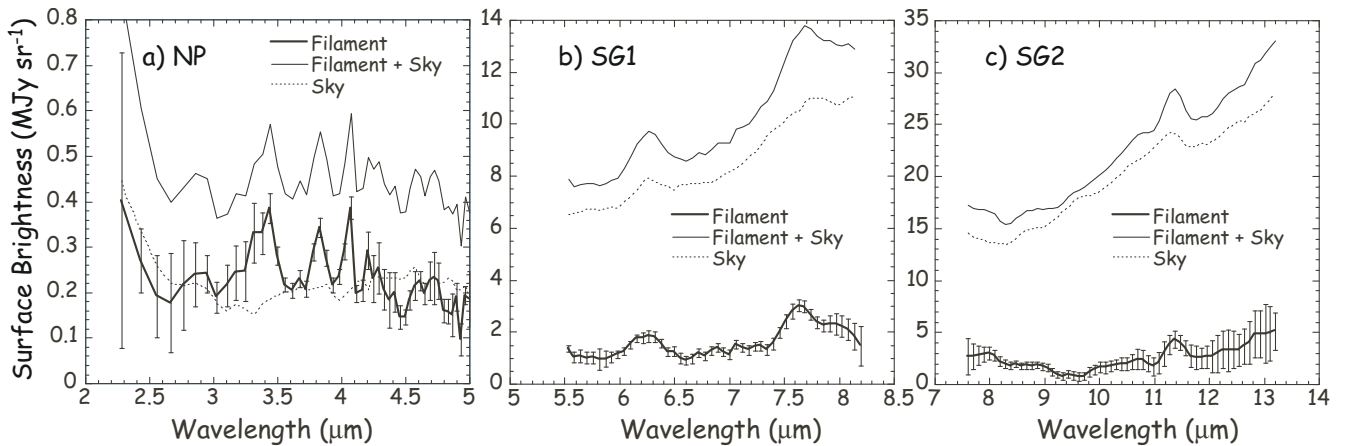 Surface Brightness (MJy sr⁻¹)
a) NP
Filament
Filament + Sky
Sky
0.8
0.7
0.6
0.5
0.4
0.3
0.2
0.1
0
2 2.5 3 3.5 4 4.5 5
Wavelength (μm)
b) SG1
14
12
10
8
6
4
2
0
Filament
Filament + Sky
Sky
5 5.5 6 6.5 7 7.5 8 8.5
Wavelength (μm)
c) SG2
35
30
25
20
15
10
5
0
Filament
Filament + Sky
Sky
7 8 9 10 11 12 13 14
Wavelength (μm)